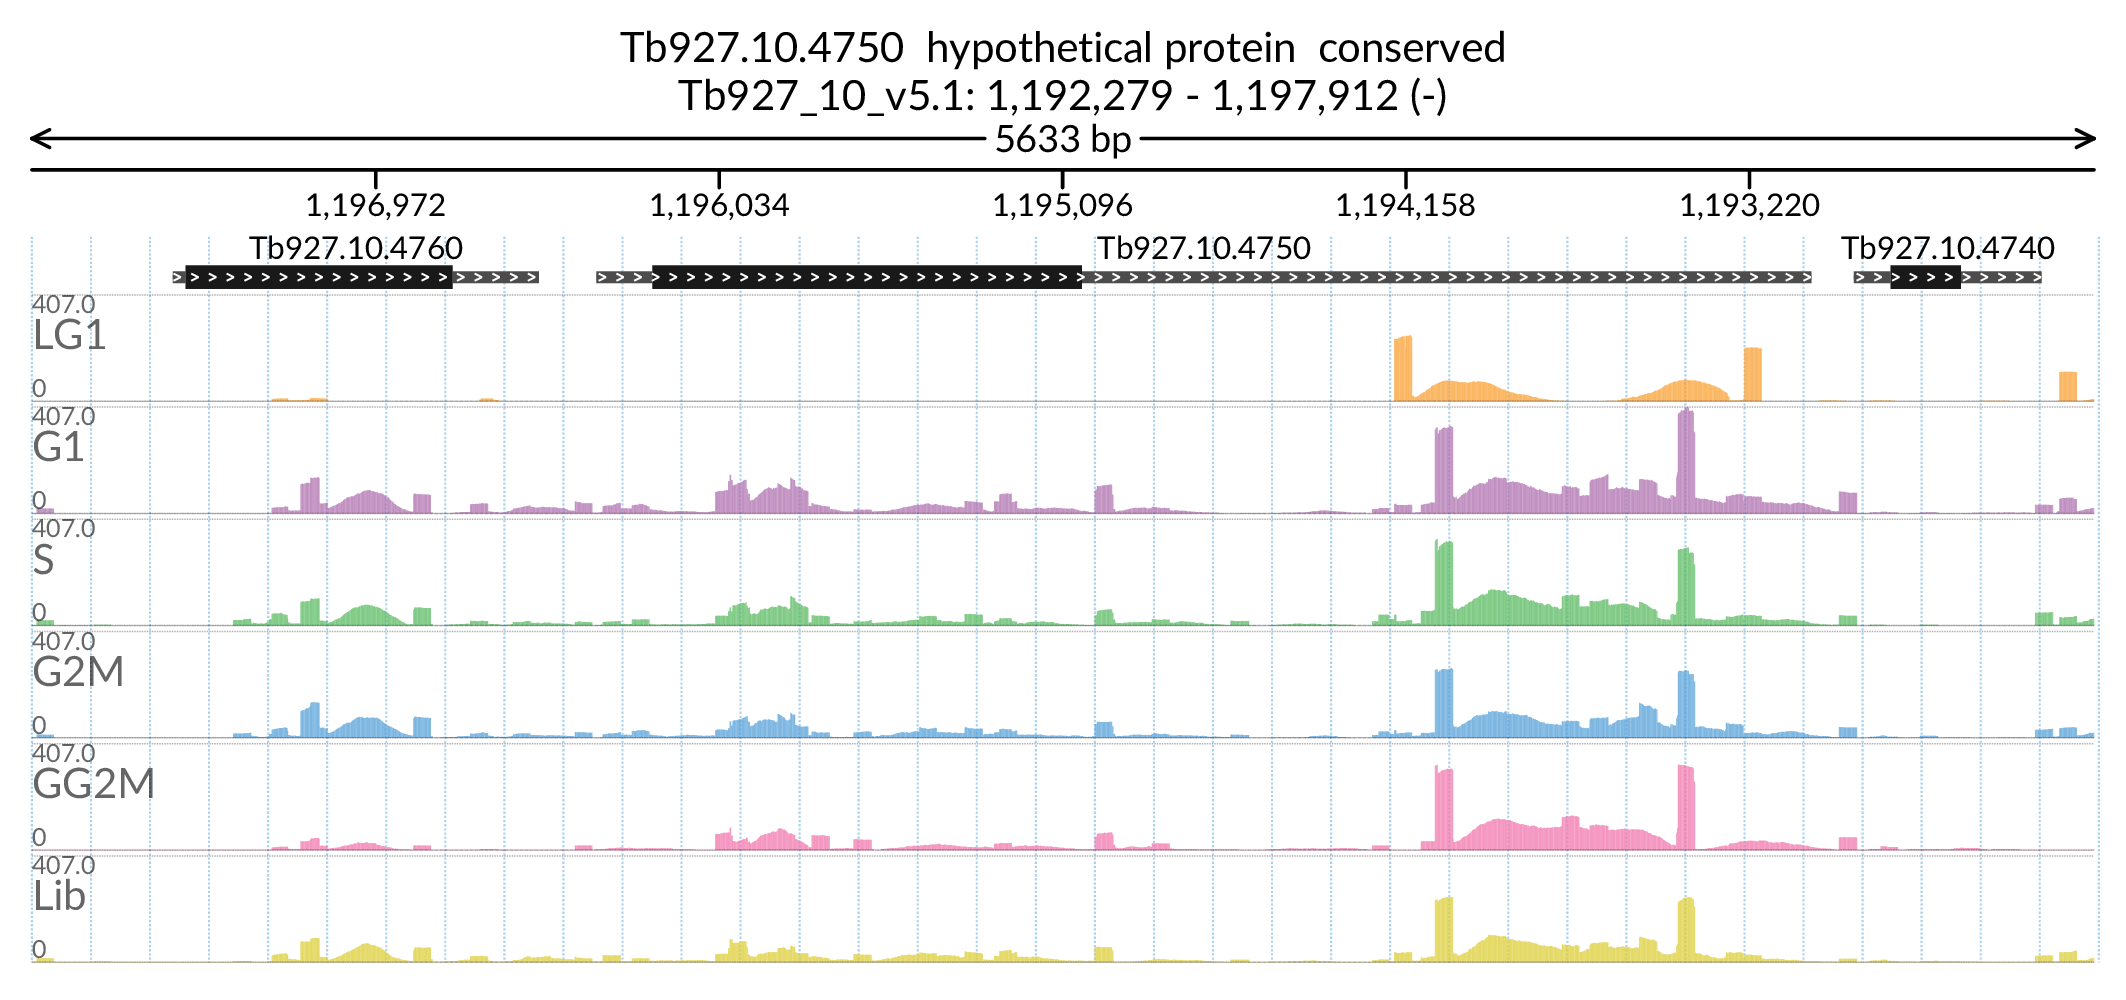 Tb927.10.4750  hypothetical protein  conserved
Tb927_10_v5.1: 1,192,279 - 1,197,912 (-)
5633 bp
1,196,972 1,196,034 1,195,096 1,194,158 1,193,220
Tb927.10.4760 Tb927.10.4750 Tb927.10.4740
407.0
LG1
0
407.0
G1
0
407.0
S
0
407.0
G2M
0
407.0
GG2M
0
407.0
Lib
0